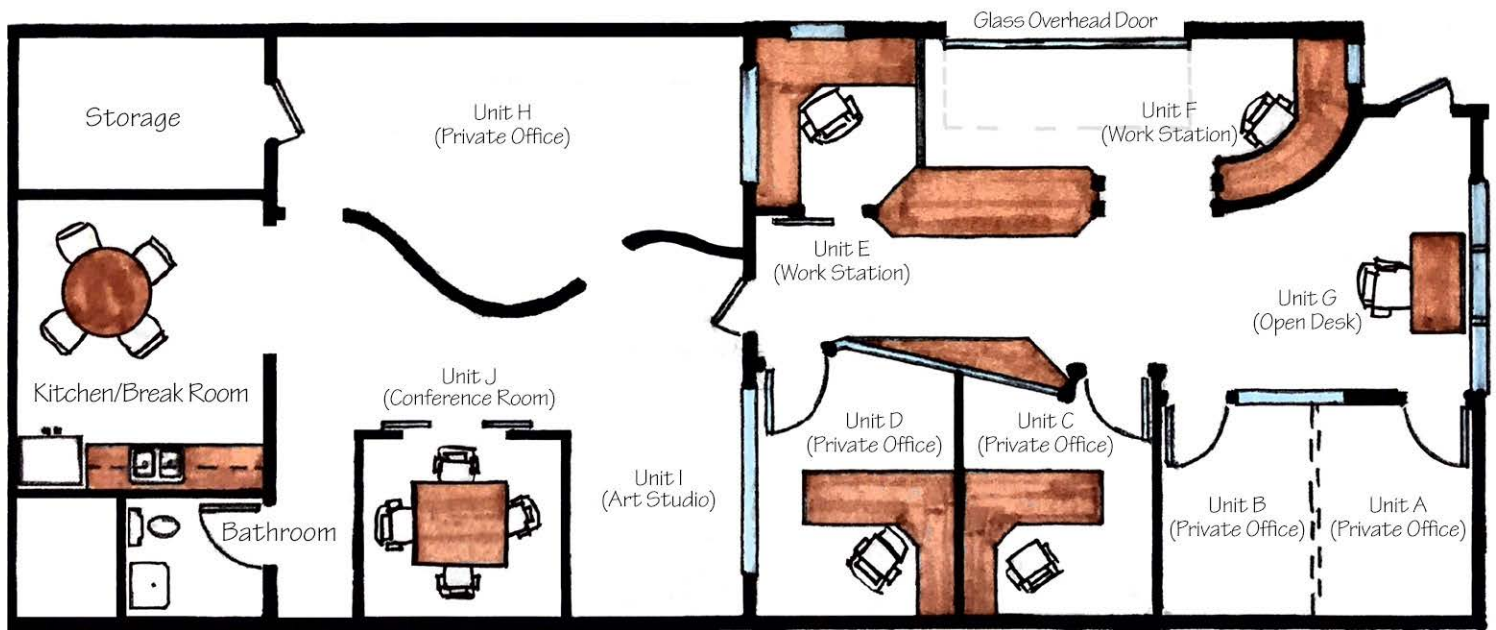 Glass Overhead Door
Storage
Unit H
(Private Office)
Unit F
(Work Station)
Unit E
(Work Station)
Unit G
(Open Desk)
Kitchen/Break Room
Unit J
(Conference Room)
Unit D
(Private Office)
Unit C
(Private Office)
Unit I
(Art Studio)
Bathroom
Unit B
(Private Office)
Unit A
(Private Office)